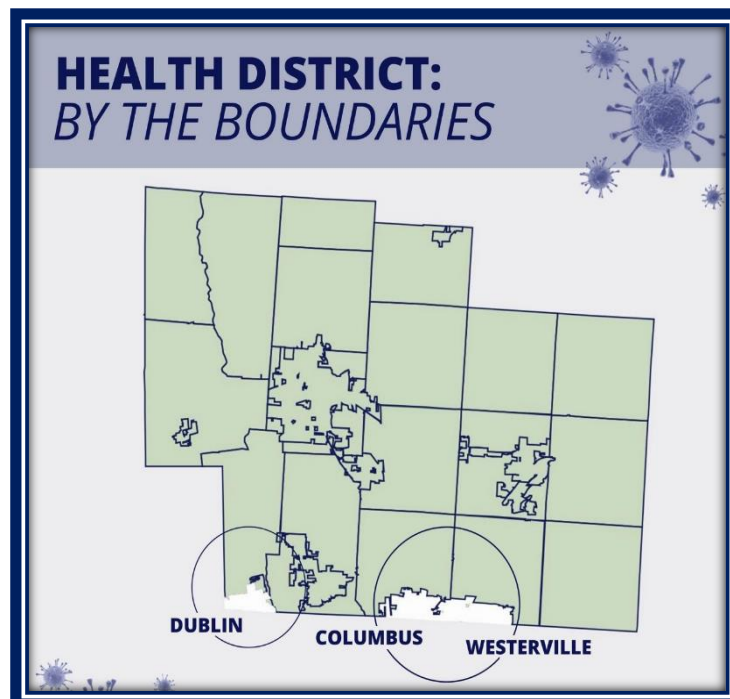 HEALTH DISTRICT:
BY THE BOUNDARIES
DUBLIN
COLUMBUS
WESTERVILLE